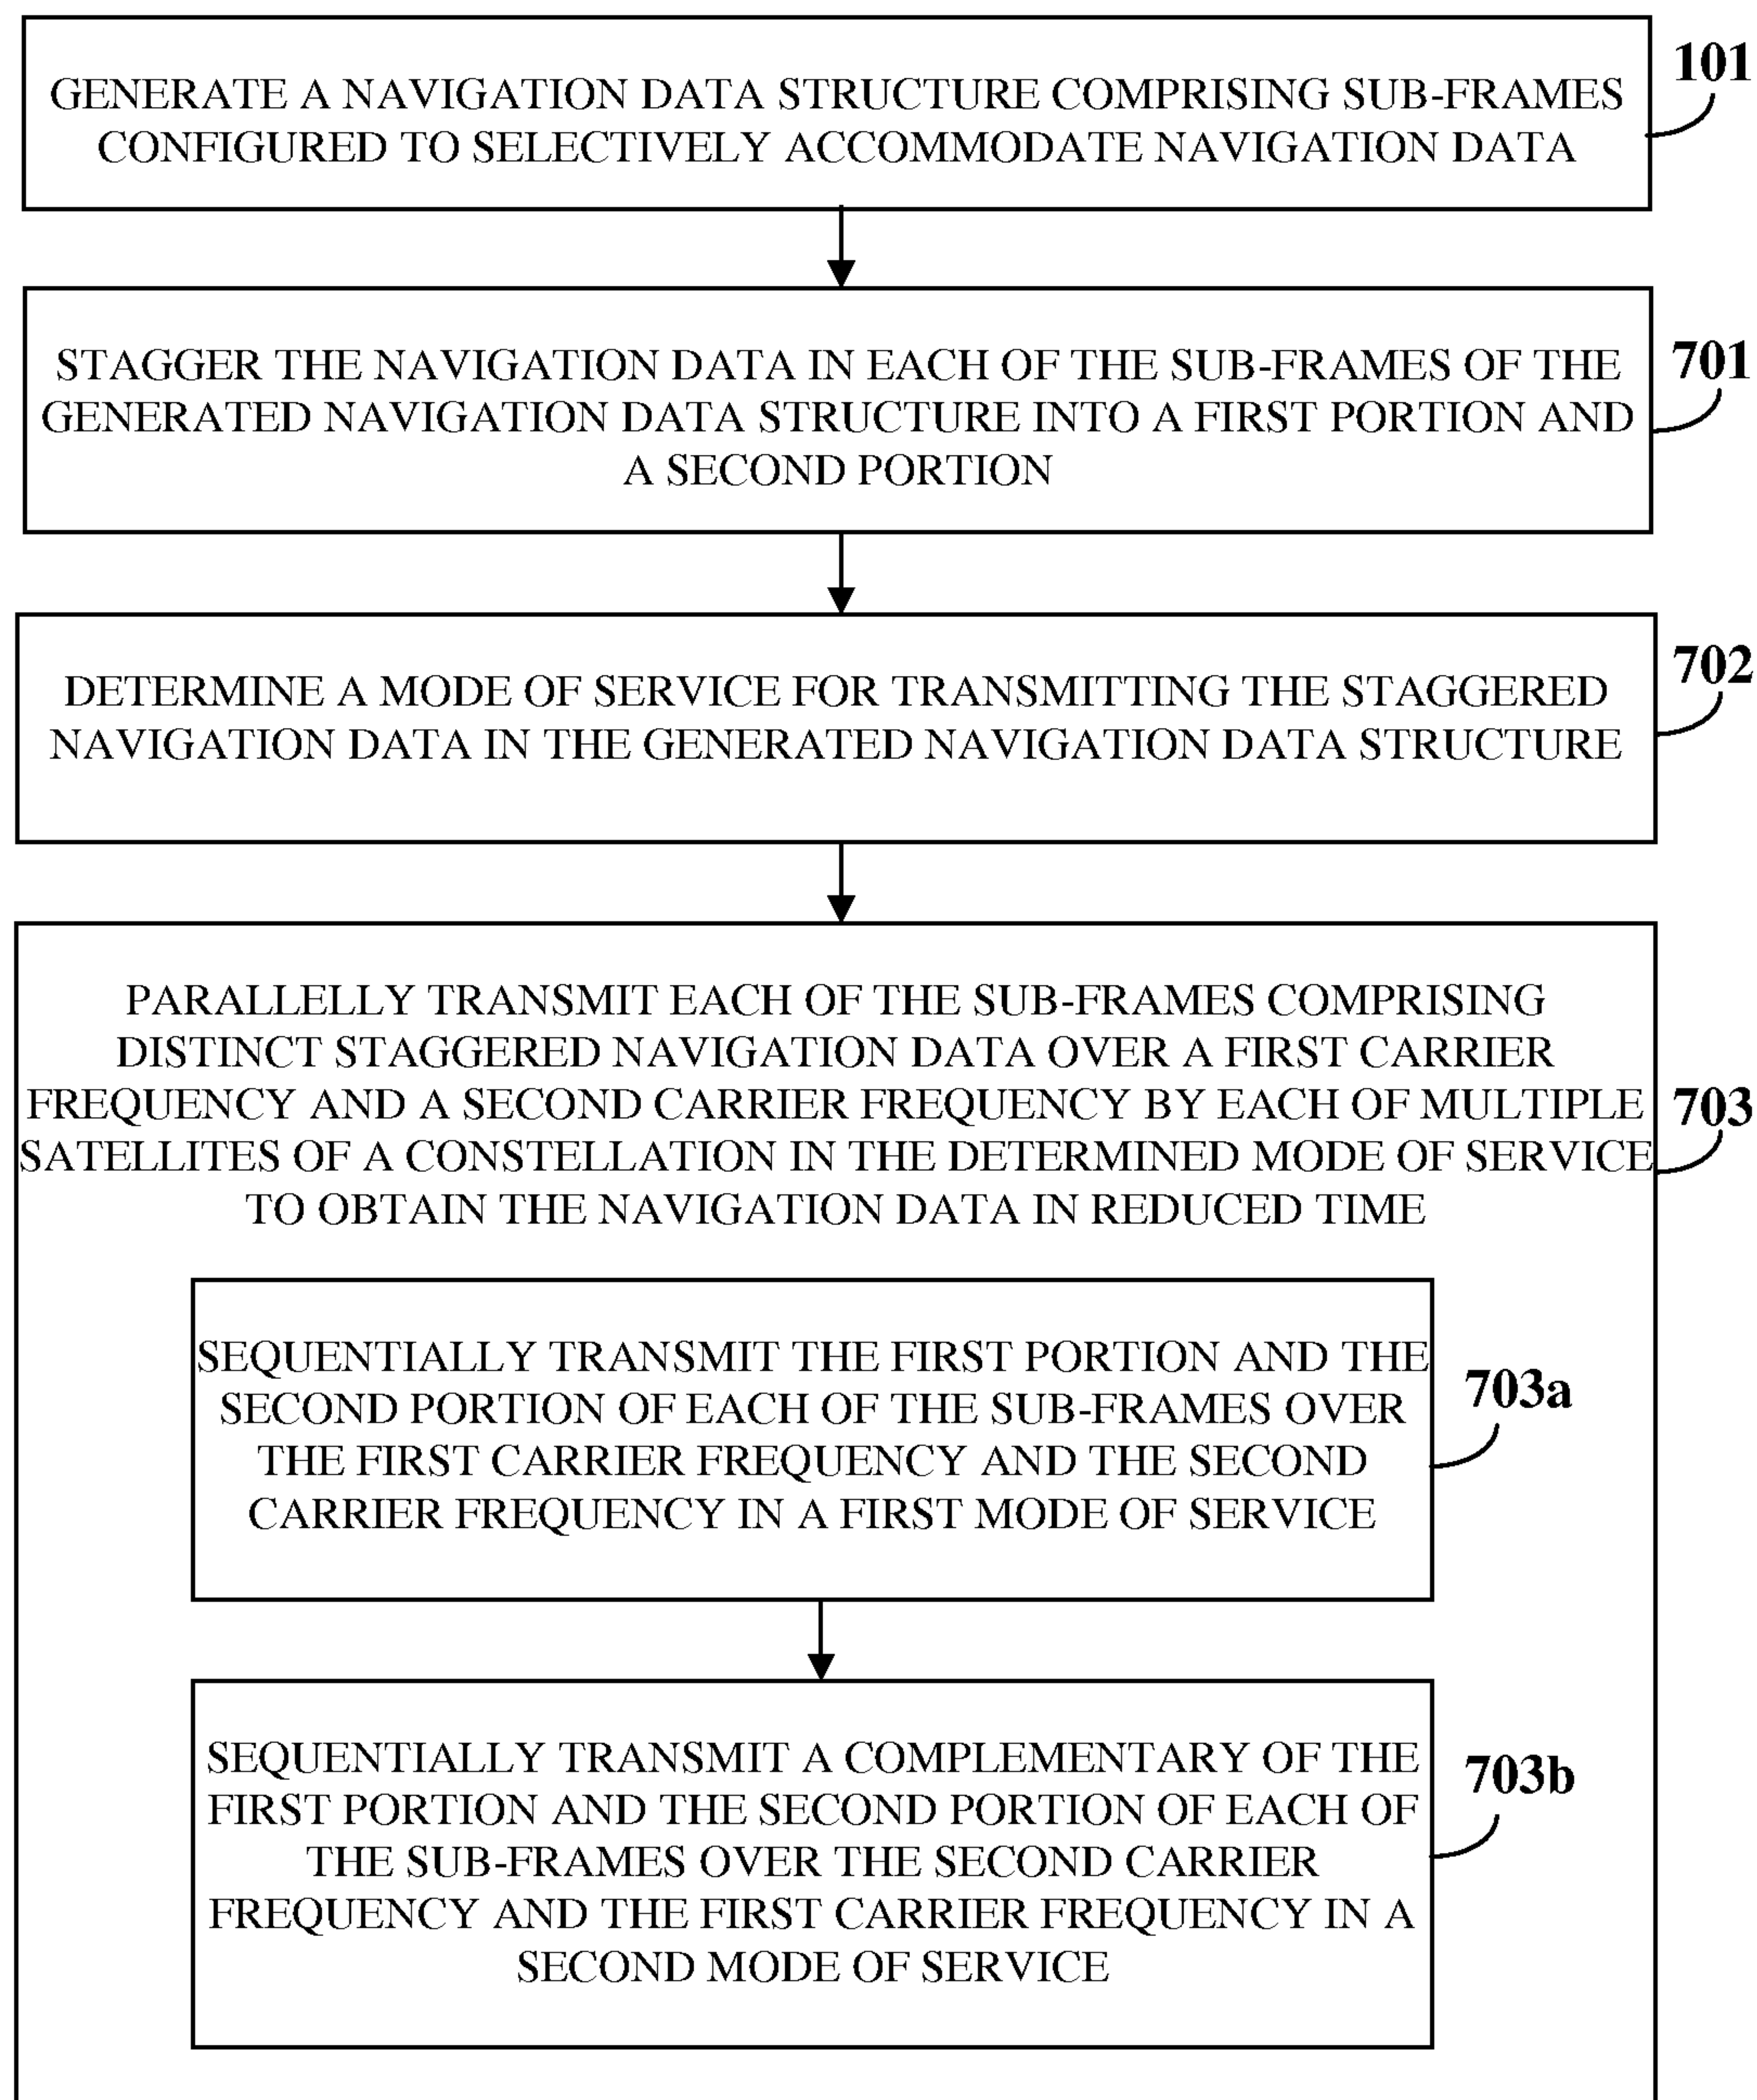 GENERATE A NAVIGATION DATA STRUCTURE COMPRISING SUB-FRAMES
CONFIGURED TO SELECTIVELY ACCOMMODATE NAVIGATION DATA
101
STAGGER THE NAVIGATION DATA IN EACH OF THE SUB-FRAMES OF THE
GENERATED NAVIGATION DATA STRUCTURE INTO A FIRST PORTION AND
A SECOND PORTION
701
DETERMINE A MODE OF SERVICE FOR TRANSMITTING THE STAGGERED
NAVIGATION DATA IN THE GENERATED NAVIGATION DATA STRUCTURE
702
PARALLELLY TRANSMIT EACH OF THE SUB-FRAMES COMPRISING
DISTINCT STAGGERED NAVIGATION DATA OVER A FIRST CARRIER
FREQUENCY AND A SECOND CARRIER FREQUENCY BY EACH OF MULTIPLE
SATELLITES OF A CONSTELLATION IN THE DETERMINED MODE OF SERVICE
TO OBTAIN THE NAVIGATION DATA IN REDUCED TIME
703
SEQUENTIALLY TRANSMIT THE FIRST PORTION AND THE
SECOND PORTION OF EACH OF THE SUB-FRAMES OVER
THE FIRST CARRIER FREQUENCY AND THE SECOND
CARRIER FREQUENCY IN A FIRST MODE OF SERVICE
703a
SEQUENTIALLY TRANSMIT A COMPLEMENTARY OF THE
FIRST PORTION AND THE SECOND PORTION OF EACH OF
THE SUB-FRAMES OVER THE SECOND CARRIER
FREQUENCY AND THE FIRST CARRIER FREQUENCY IN A
SECOND MODE OF SERVICE
703b